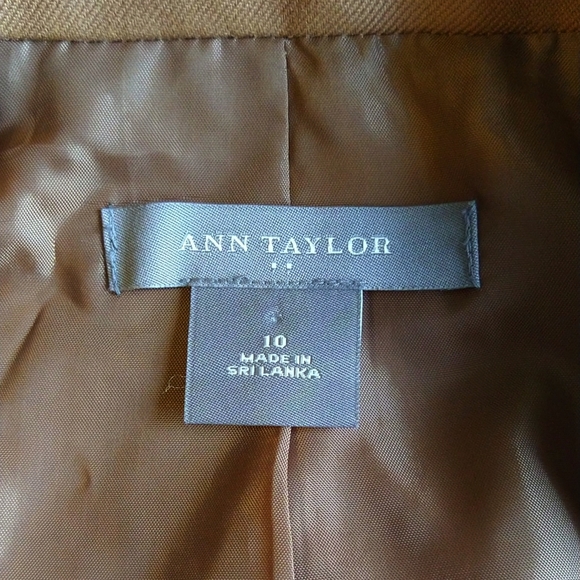 ANN TAYLOR
10
MADE IN
SRI LANKA